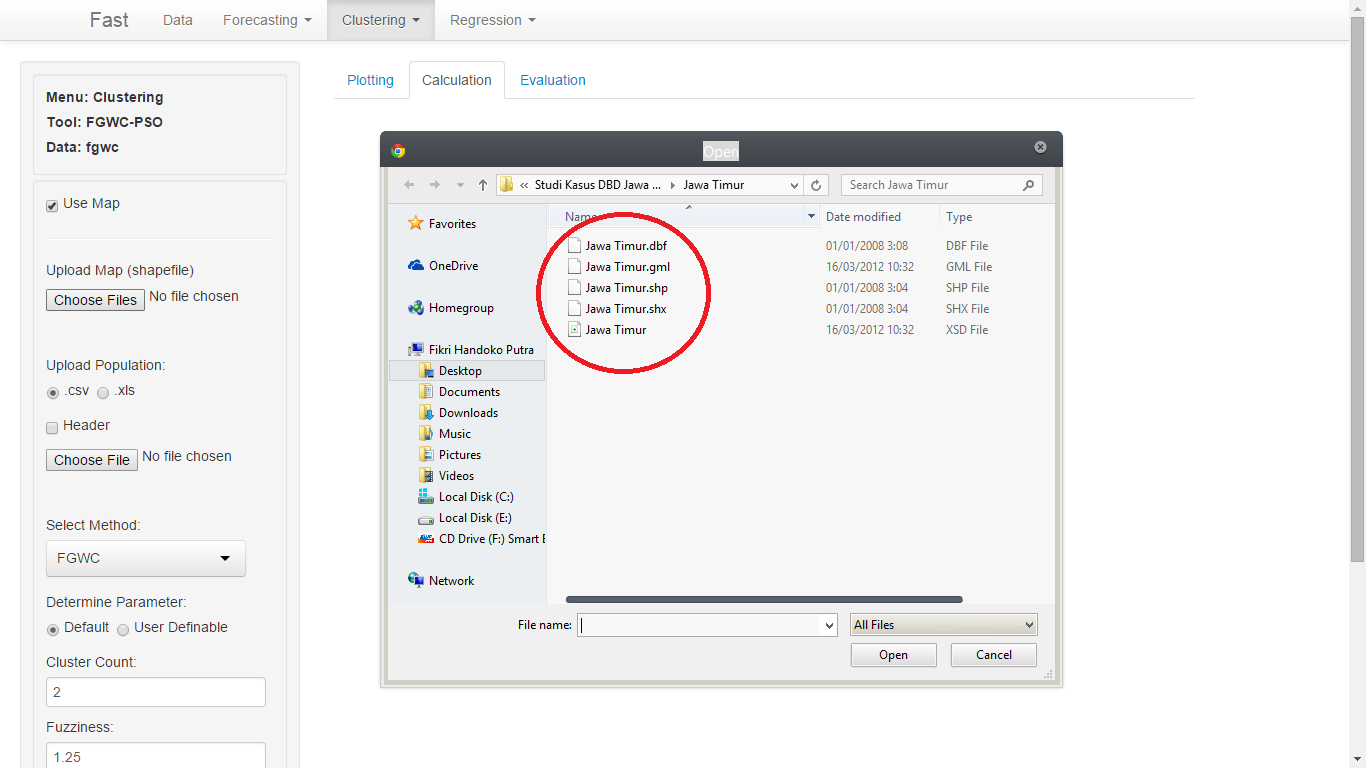 Fast Data Forecasting Clustering Regression
Menu: Clustering
Tool: FGWC-PSO
Data: fgwc
Use Map
Upload Map (shapefile)
Choose Files No file chosen
Upload Population:
.csv .xls
Header
Choose File No file chosen
Select Method:
FGWC
Determine Parameter:
Default User Definable
Cluster Count:
2
Fuzziness:
1.25
Plotting Calculation Evaluation
Open
« Studi Kasus DBD Jawa ... Jawa Timur Search Jawa Timur
Favorites
OneDrive
Homegroup
Fikri Handoko Putra
Desktop
Documents
Downloads
Music
Pictures
Videos
Local Disk (C:)
Local Disk (E:)
CD Drive (F:) Smart
Network
Name Date modified Type
Jawa Timur.dbf 01/01/2008 3:08 DBF File
Jawa Timur.gml 16/03/2012 10:32 GML File
Jawa Timur.shp 01/01/2008 3:04 SHP File
Jawa Timur.shx 01/01/2008 3:04 SHX File
Jawa Timur 16/03/2012 10:32 XSD File
File name: All Files
Open Cancel